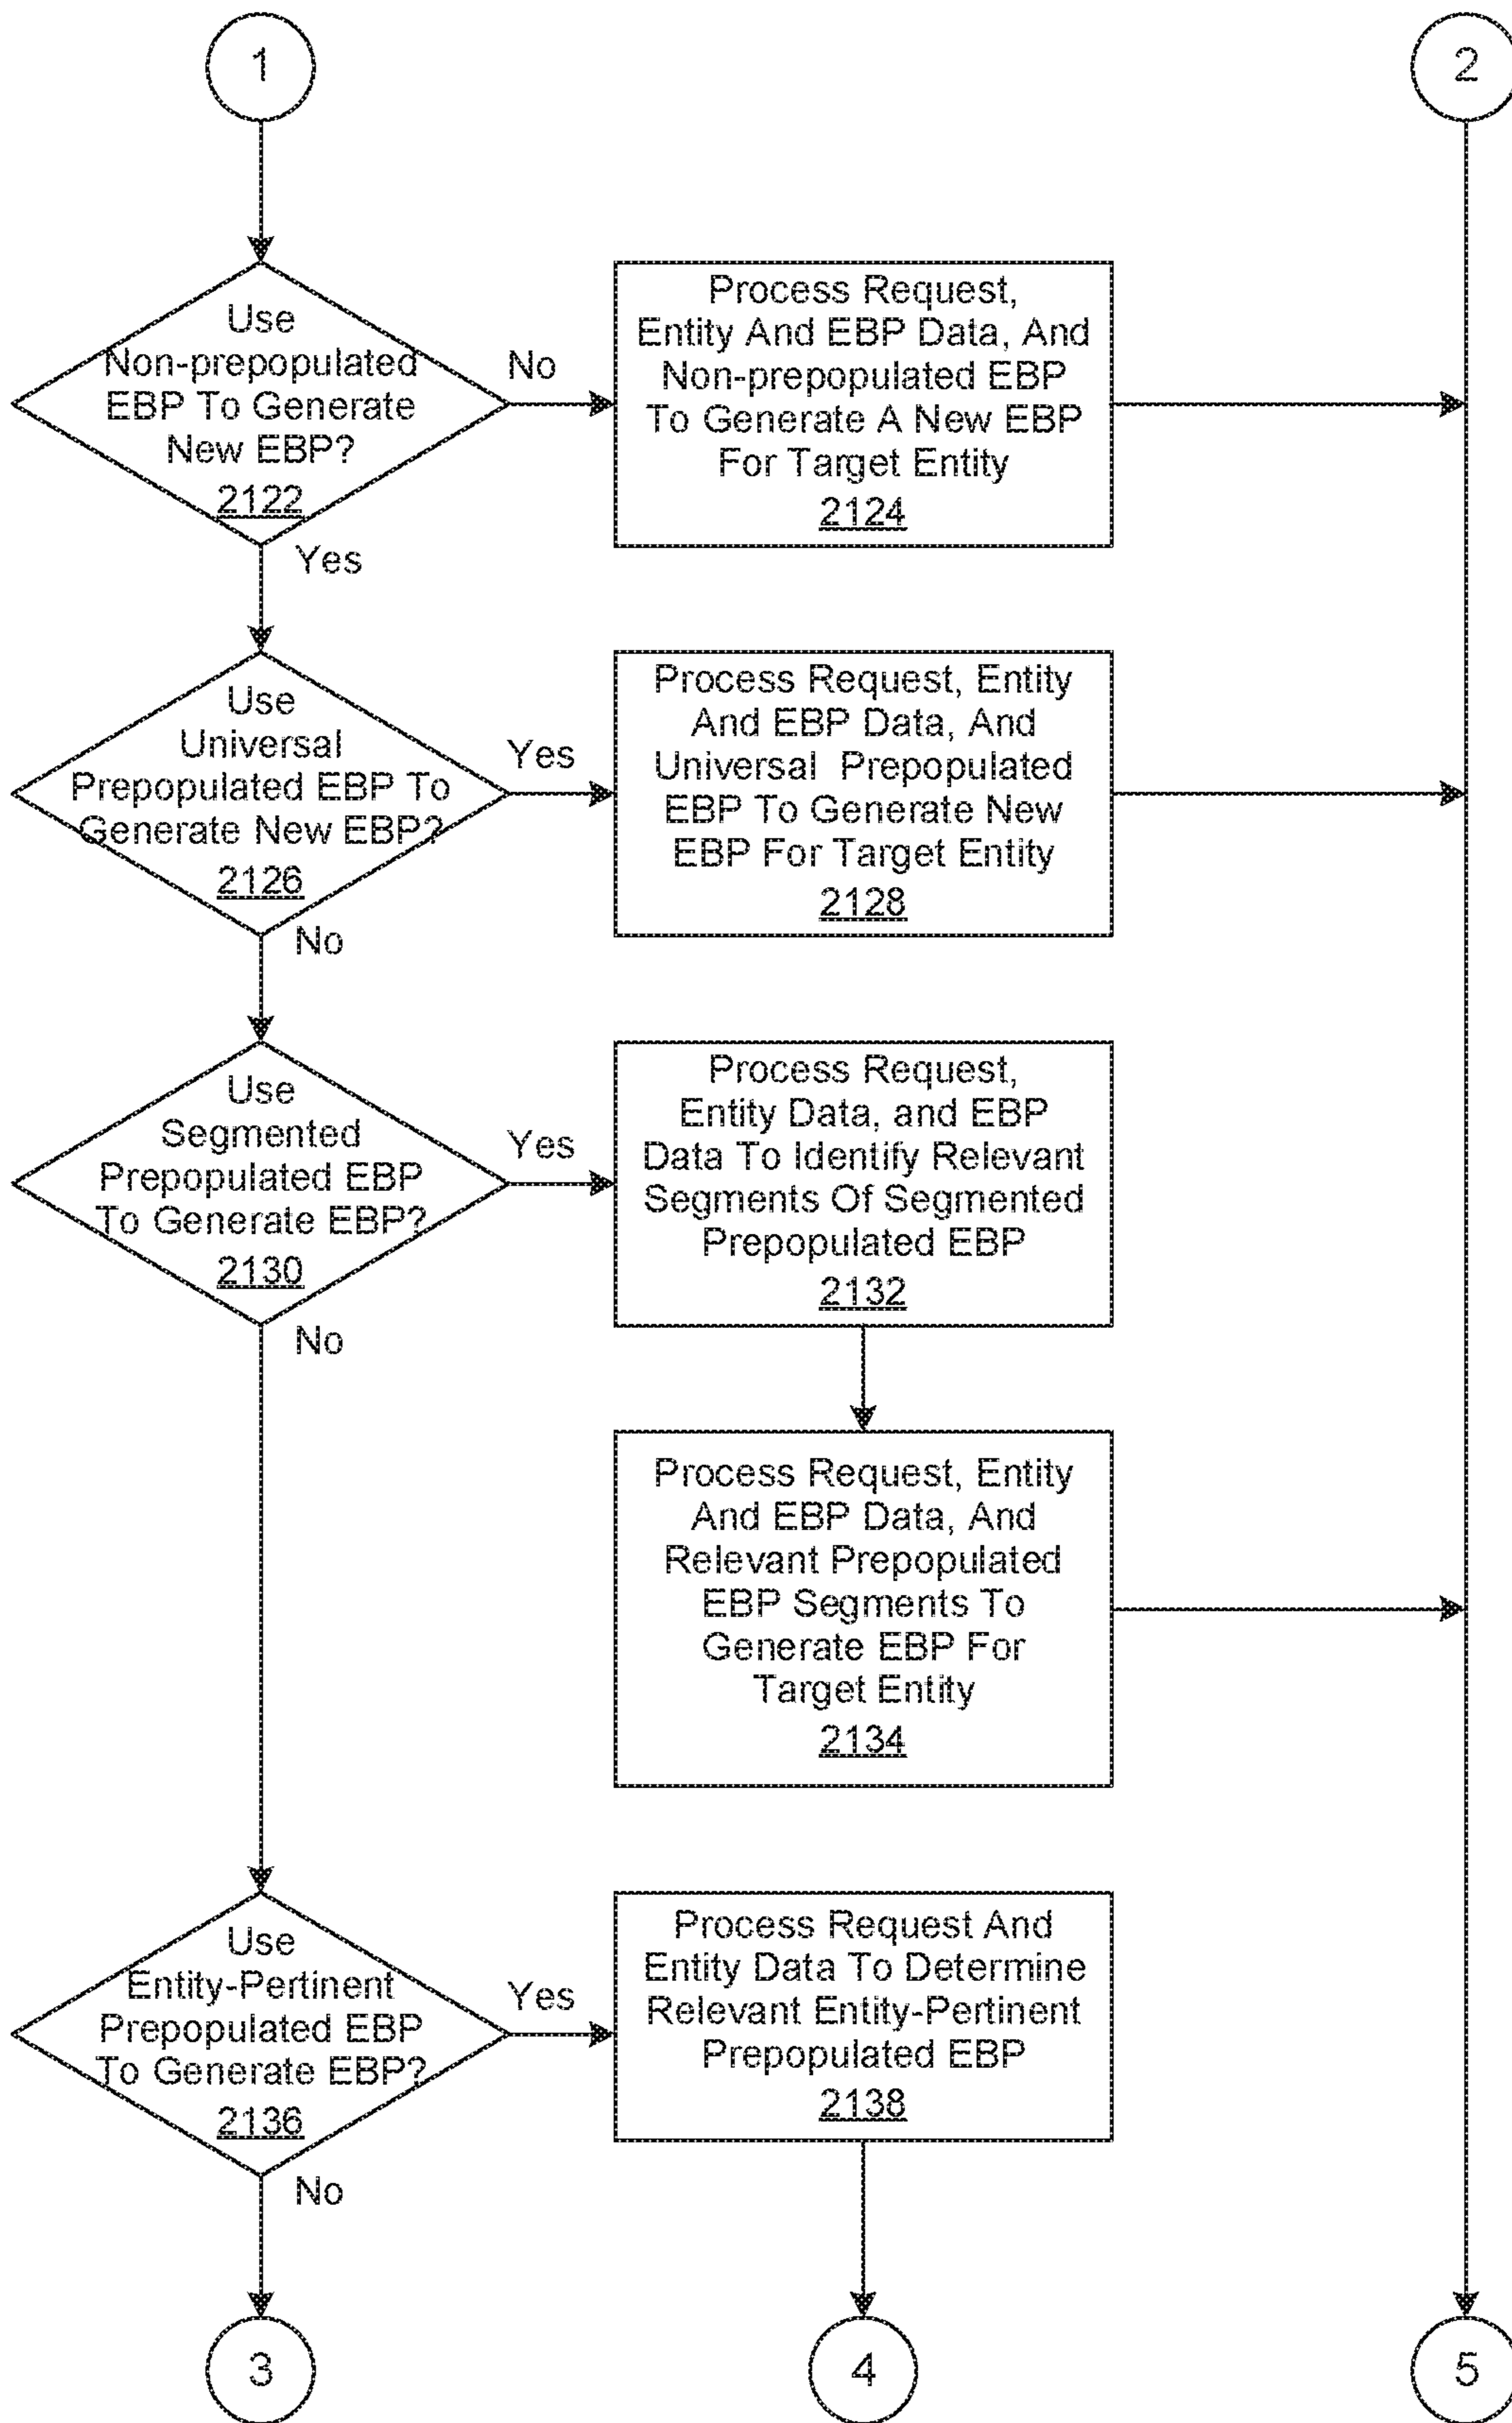 1
2
Use
Non-prepopulated
EBP To Generate
New EBP?
2122
No
Yes
Process Request,
Entity And EBP Data, And
Non-prepopulated EBP
To Generate A New EBP
For Target Entity
2124
Use
Universal
Prepopulated EBP To
Generate New EBP?
2126
Yes
No
Process Request, Entity
And EBP Data, And
Universal Prepopulated
EBP To Generate New
EBP For Target Entity
2128
Use
Segmented
Prepopulated EBP
To Generate EBP?
2130
Yes
No
Process Request,
Entity Data, and EBP
Data To Identify Relevant
Segments Of Segmented
Prepopulated EBP
2132
Process Request, Entity
And EBP Data, And
Relevant Prepopulated
EBP Segments To
Generate EBP For
Target Entity
2134
Use
Entity-Pertinent
Prepopulated EBP
To Generate EBP?
2136
Yes
No
Process Request And
Entity Data To Determine
Relevant Entity-Pertinent
Prepopulated EBP
2138
3
4
5